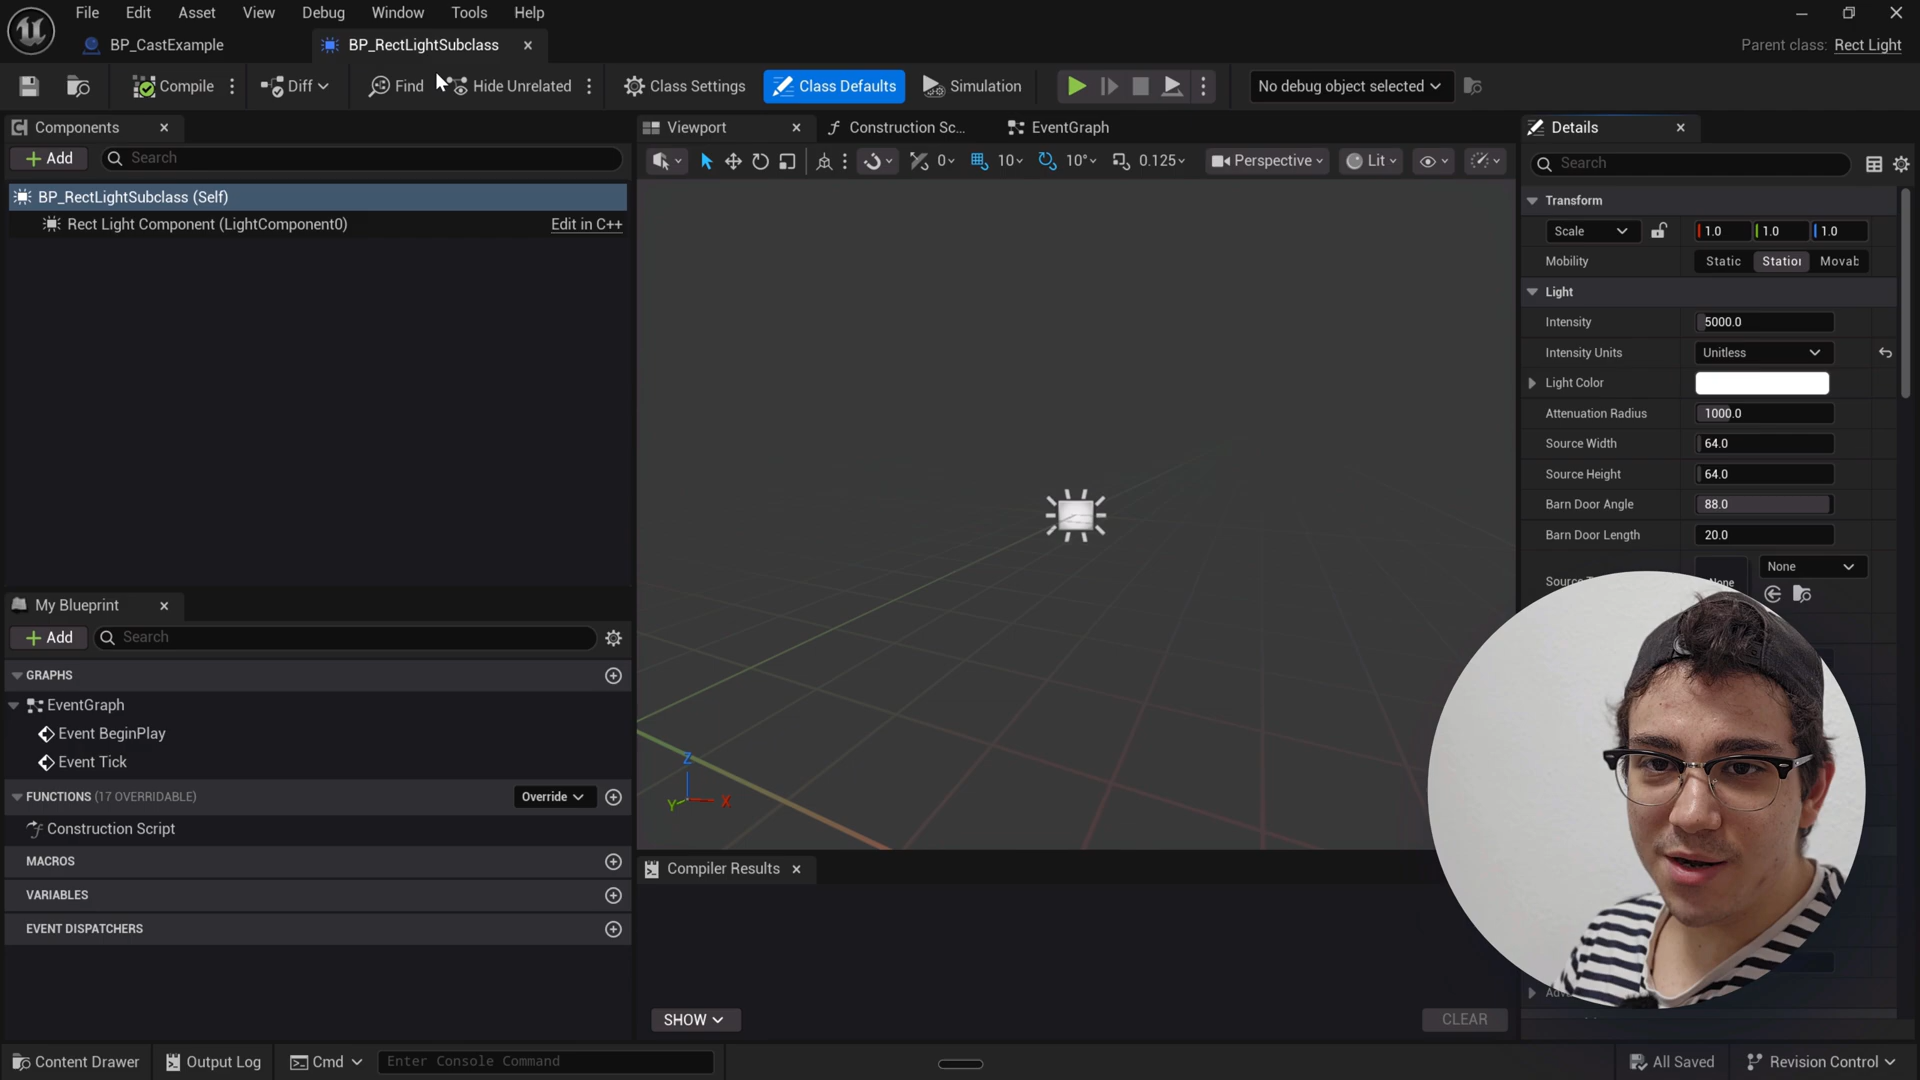 File Edit Asset View Debug Window Tools Help
BP_CastExample BP_RectLightSubclass Parent class: Rect Light
Compile Diff Find Hide Unrelated Class Settings Class Defaults Simulation No debug object selected
Components Viewport Construction Sc... EventGraph Details
Add Search 0 10 10° 0.125 Perspective Lit Search
BP_RectLightSubclass (Self)
Rect Light Component (LightComponent0) Edit in C++
Transform
Scale 1.0 1.0 1.0
Mobility Static Station Movab
Light
Intensity 5000.0
Intensity Units Unitless
Light Color
Attenuation Radius 1000.0
Source Width 64.0
Source Height 64.0
Barn Door Angle 88.0
Barn Door Length 20.0
None
Z
Y X
My Blueprint
Add Search
GRAPHS
EventGraph
Event BeginPlay
Event Tick
FUNCTIONS (17 OVERRIDABLE) Override
Construction Script
MACROS
VARIABLES
EVENT DISPATCHERS
Compiler Results
SHOW CLEAR
Content Drawer Output Log Cmd Enter Console Command All Saved Revision Control